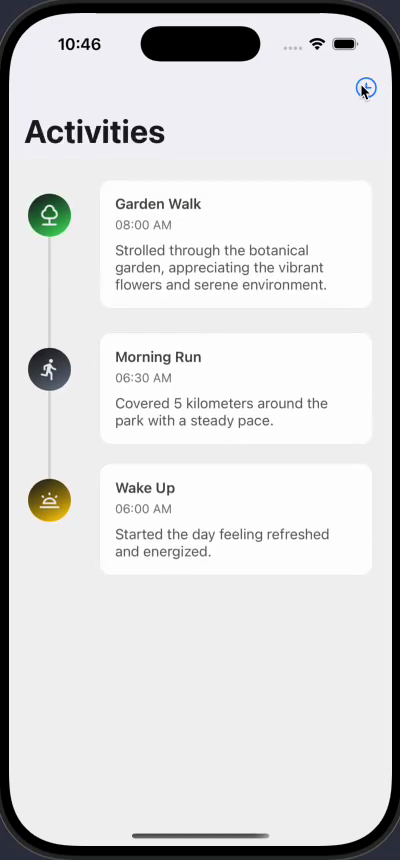 10:46
Activities
Garden Walk
08:00 AM
Strolled through the botanical
garden, appreciating the vibrant
flowers and serene environment.
Morning Run
06:30 AM
Covered 5 kilometers around the
park with a steady pace.
Wake Up
06:00 AM
Started the day feeling refreshed
and energized.